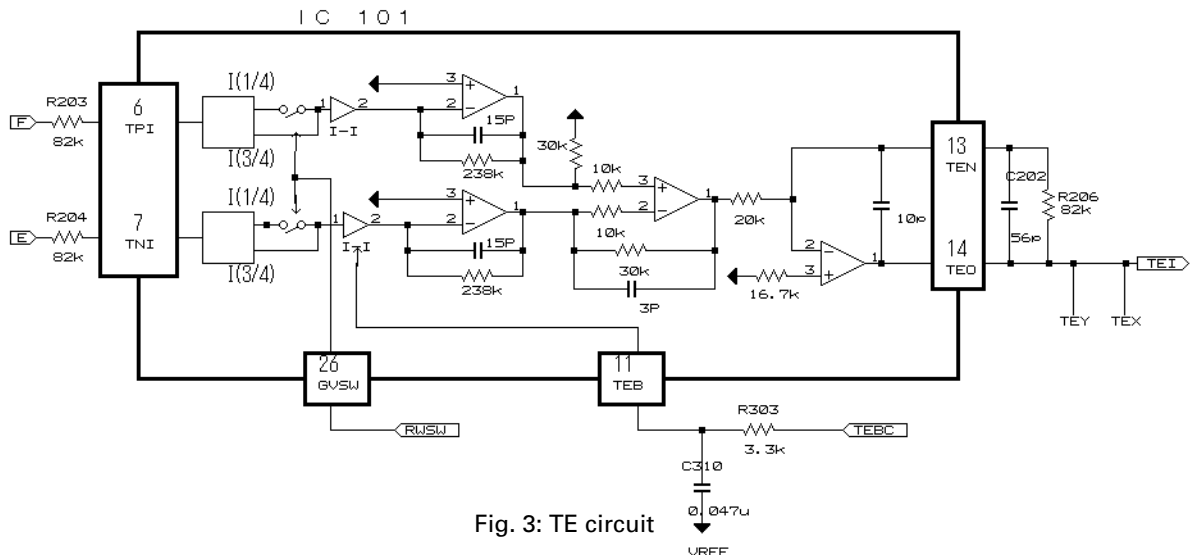 IC 101
R203
F
82k
6
TPI
I(1/4)
I(3/4)
1
2
I-I
3
+
2
−
1
15P
238k
30k
R204
E
82k
7
TNI
I(1/4)
I(3/4)
1
2
I-I
3
+
2
−
1
15P
238k
10k
3
+
2
−
1
10k
30k
3P
20k
2
−
3
+
1
16.7k
10p
13
TEN
14
TEO
C202
56p
R206
82k
TEI
TEY
TEX
26
GVSW
RWSW
11
TEB
R303
3.3k
TEBC
C310
0.047u
VREF
Fig. 3: TE circuit